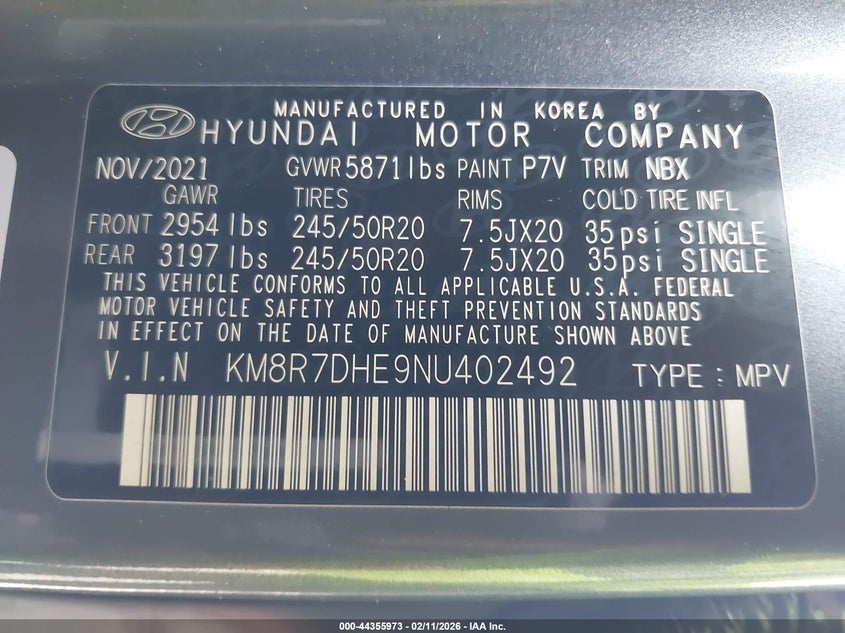 MANUFACTURED IN KOREA BY
HYUNDAI MOTOR COMPANY
NOV/2021 GVWR 5871 lbs PAINT P7V TRIM NBX
GAWR TIRES RIMS COLD TIRE INFL
FRONT 2954 lbs 245/50R20 7.5JX20 35 psi SINGLE
REAR 3197 lbs 245/50R20 7.5JX20 35 psi SINGLE
THIS VEHICLE CONFORMS TO ALL APPLICABLE U.S.A. FEDERAL
MOTOR VEHICLE SAFETY AND THEFT PREVENTION STANDARDS
IN EFFECT ON THE DATE OF MANUFACTURE SHOWN ABOVE
V.I.N KM8R7DHE9NU402492 TYPE : MPV
000-44355973 - 02/11/2026 - IAA Inc.